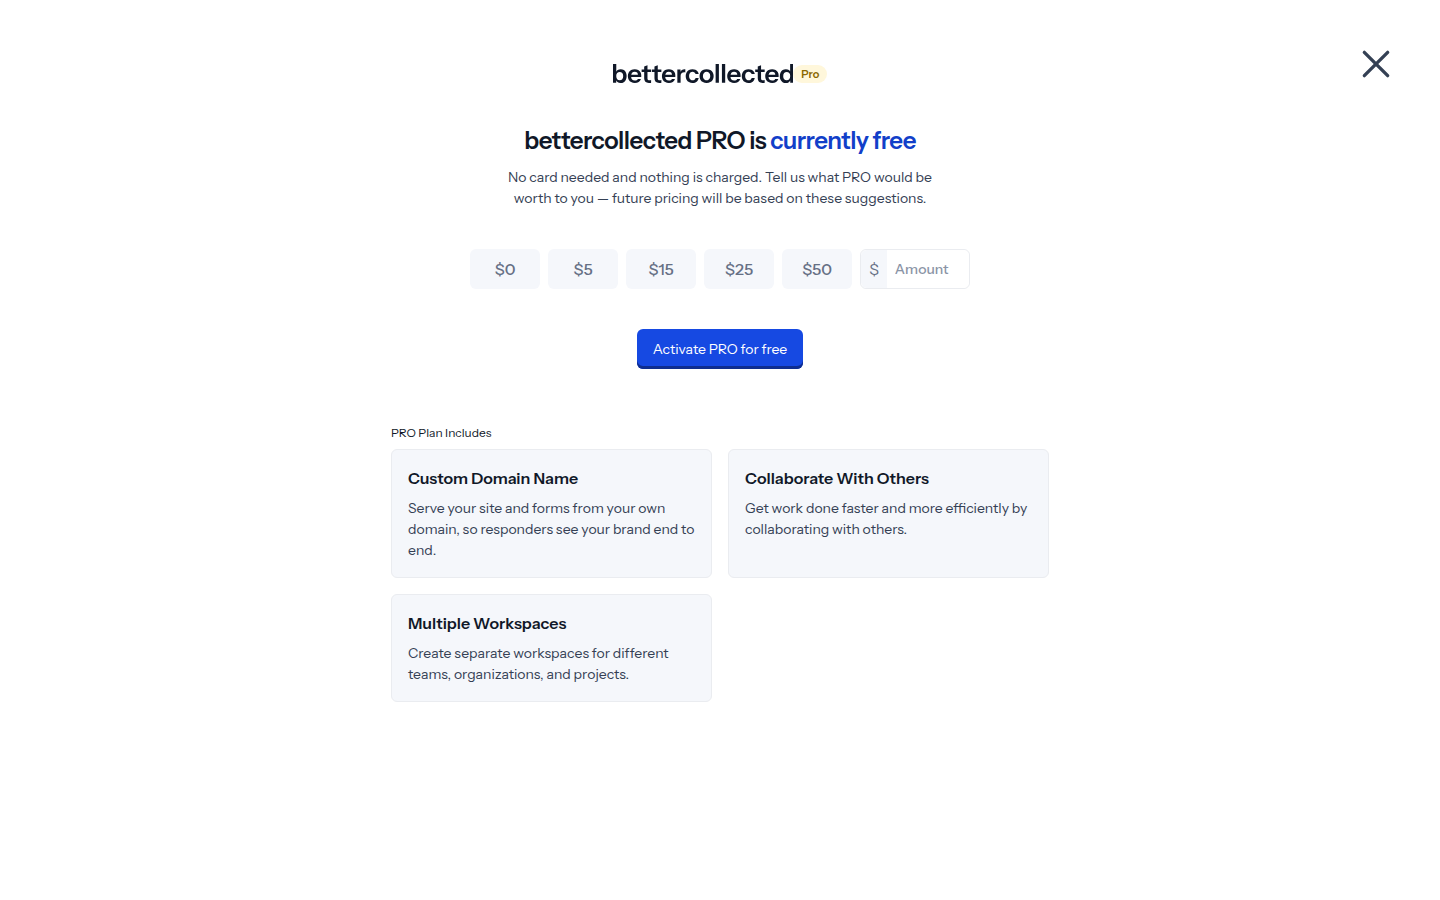 bettercollected Pro
bettercollected PRO is currently free
No card needed and nothing is charged. Tell us what PRO would be
worth to you — future pricing will be based on these suggestions.
$0 $5 $15 $25 $50 $ Amount
Activate PRO for free
PRO Plan Includes
Custom Domain Name
Serve your site and forms from your own
domain, so responders see your brand end to
end.
Collaborate With Others
Get work done faster and more efficiently by
collaborating with others.
Multiple Workspaces
Create separate workspaces for different
teams, organizations, and projects.